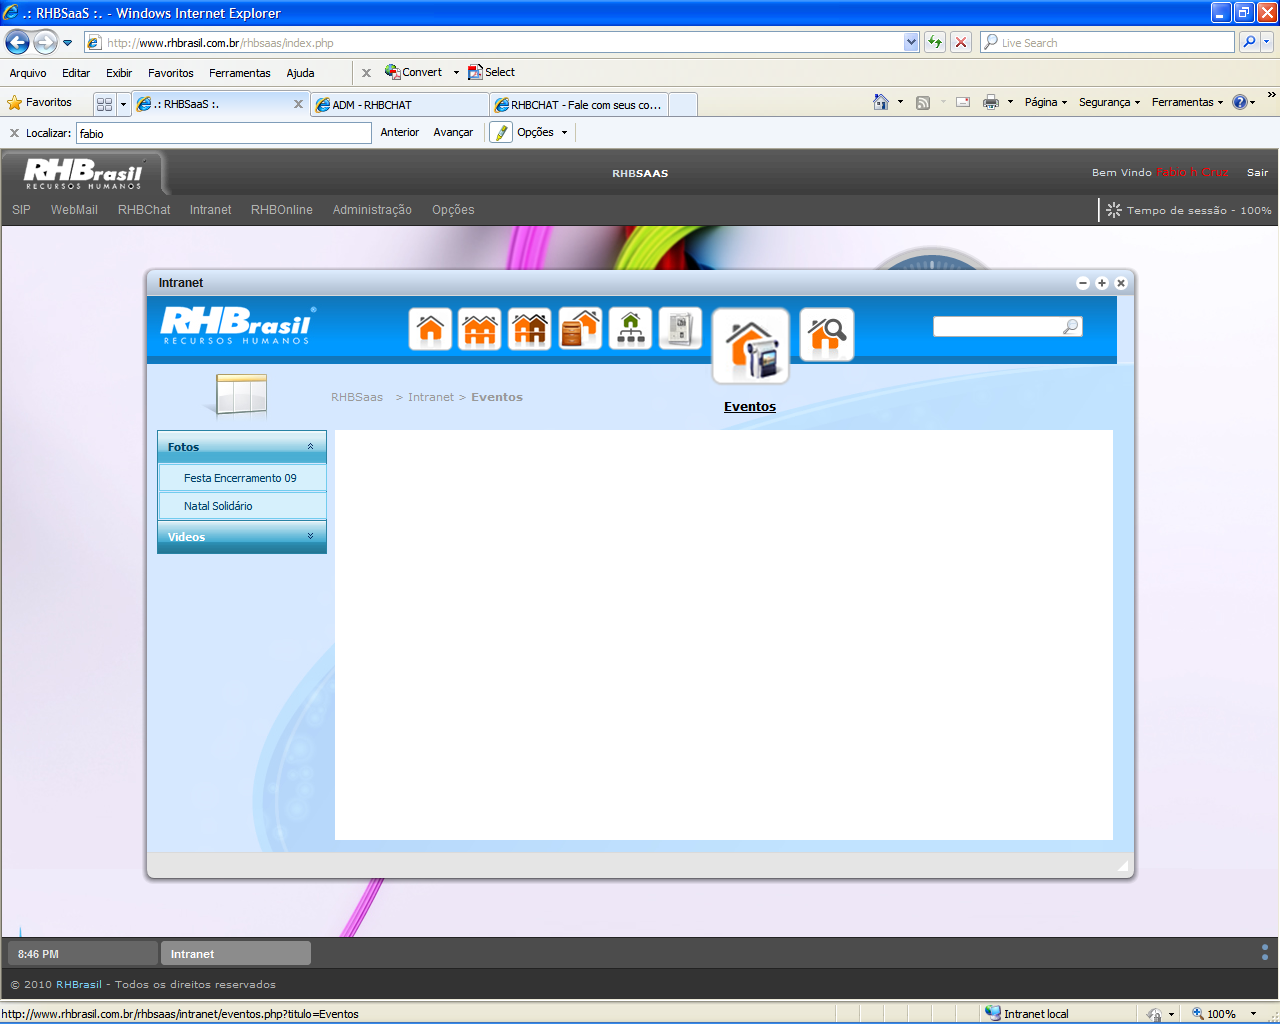 .: RHBSaaS :. - Windows Internet Explorer
http://www.rhbrasil.com.br/rhbsaas/index.php
Live Search
Arquivo Editar Exibir Favoritos Ferramentas Ajuda x Convert Select
Favoritos .: RHBSaaS :. X ADM - RHBCHAT RHBCHAT - Fale com seus co... Página Segurança Ferramentas »
x Localizar: fabio Anterior Avançar Opções
RHBrasil
RECURSOS HUMANOS
RHBSAAS
Bem Vindo Fabio h Cruz Sair
SIP WebMail RHBChat Intranet RHBOnline Administração Opções
Tempo de sessão - 100%
Intranet
RHBrasil®
RECURSOS HUMANOS
RHBSaas > Intranet > Eventos
Eventos
Fotos
Festa Encerramento 09
Natal Solidário
Videos
8:46 PM Intranet
© 2010 RHBrasil - Todos os direitos reservados
http://www.rhbrasil.com.br/rhbsaas/intranet/eventos.php?titulo=Eventos Intranet local 100%